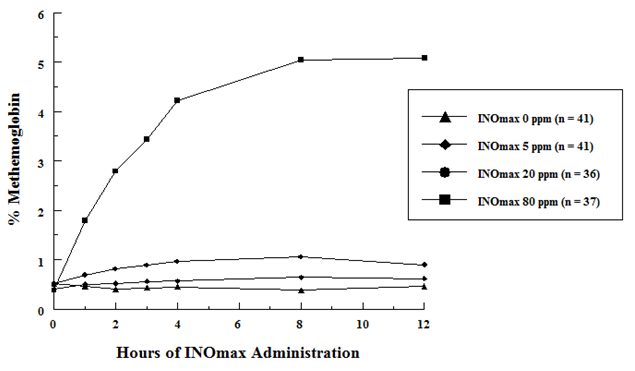 6
5
4
3
2
1
0
% Methemoglobin
0 2 4 6 8 10 12
Hours of INOmax Administration
INOmax 0 ppm (n = 41)
INOmax 5 ppm (n = 41)
INOmax 20 ppm (n = 36)
INOmax 80 ppm (n = 37)